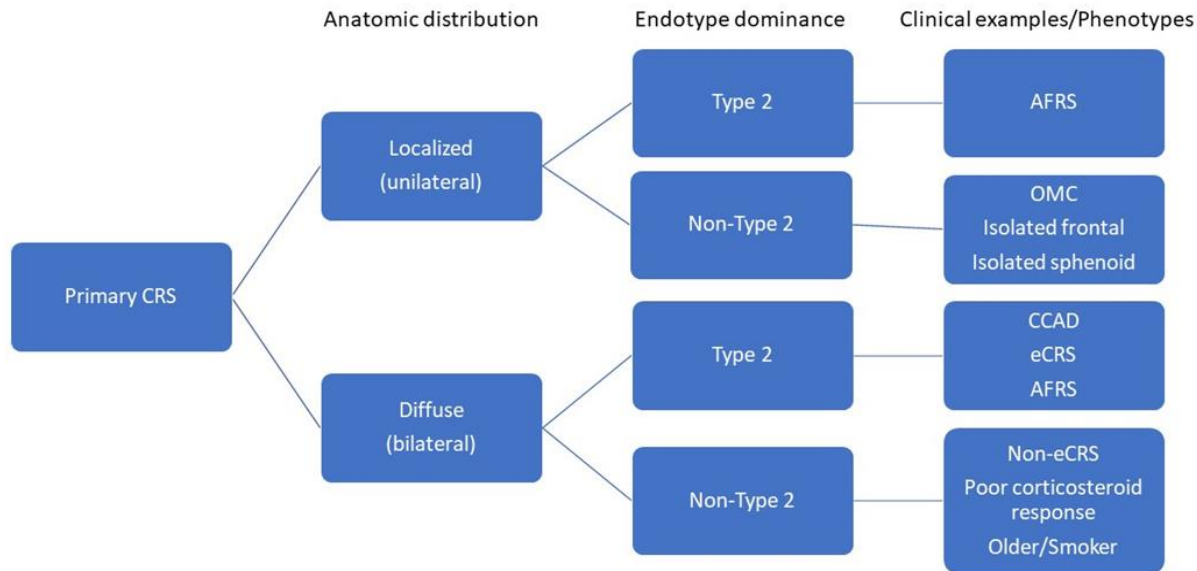 Anatomic distribution
Endotype dominance
Clinical examples/Phenotypes
Primary CRS
Localized
(unilateral)
Type 2
AFRS
Non-Type 2
OMC
Isolated frontal
Isolated sphenoid
Diffuse
(bilateral)
Type 2
CCAD
eCRS
AFRS
Non-Type 2
Non-eCRS
Poor corticosteroid
response
Older/Smoker